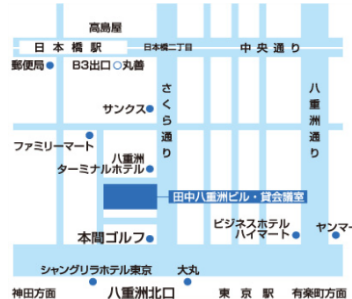 高島屋
日本橋駅
日本橋二丁目
中央通り
郵便局
B3出口
丸善
さくら通り
八重洲通り
サンクス
ファミリーマート
八重洲
ターミナルホテル
田中八重洲ビル・貸会議室
本間ゴルフ
ビジネスホテル
ハイマート
ヤンマー
シャングリラホテル東京
大丸
神田方面
八重洲北口
東京駅
有楽町方面